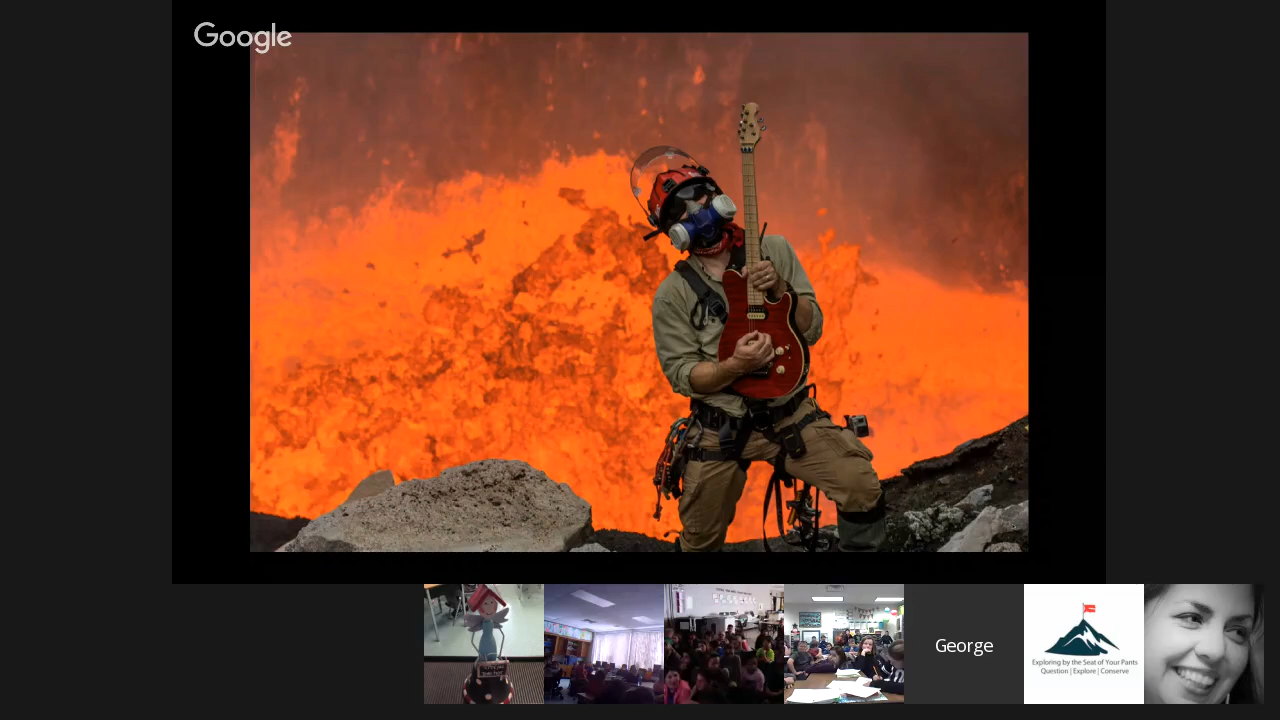 Google
George
Exploring by the Seat of Your Pants
Question | Explore | Conserve